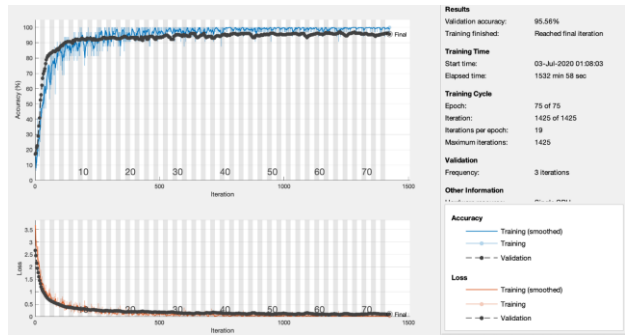 Results
Validation accuracy: 95.56%
Training finished: Reached final iteration
Training Time
Start time: 03-Jul-2020 01:08:03
Elapsed time: 1532 min 58 sec
Training Cycle
Epoch: 75 of 75
Iteration: 1425 of 1425
Iterations per epoch: 19
Maximum iterations: 1425
Validation
Frequency: 3 iterations
Other Information
Accuracy
Training (smoothed)
Training
Validation
Loss
Training (smoothed)
Training
Validation
Accuracy (%)
100
90
80
70
60
50
40
30
20
10
0
Final
10 20 30 40 50 60 70
0 500 1000 1500
Iteration
Loss
3.5
3
2.5
2
1.5
1
0.5
0
Final
10 20 30 40 50 60 70
0 500 1000 1500
Iteration